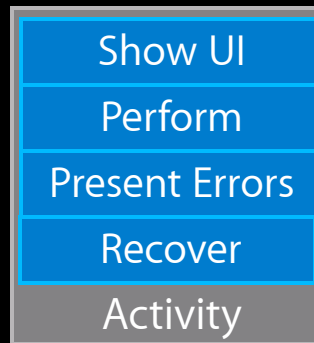 Show UI
Perform
Present Errors
Recover
Activity